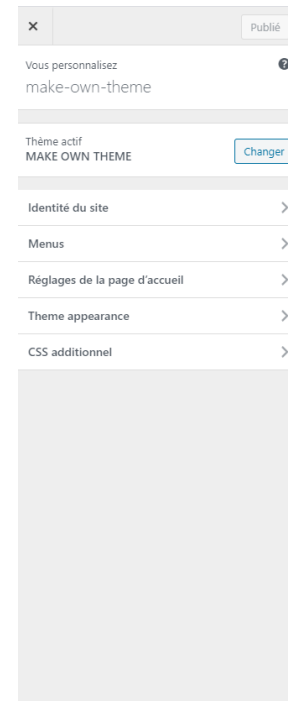 Publié
Vous personnalisez
make-own-theme
Thème actif
MAKE OWN THEME
Changer
Identité du site
Menus
Réglages de la page d’accueil
Theme appearance
CSS additionnel